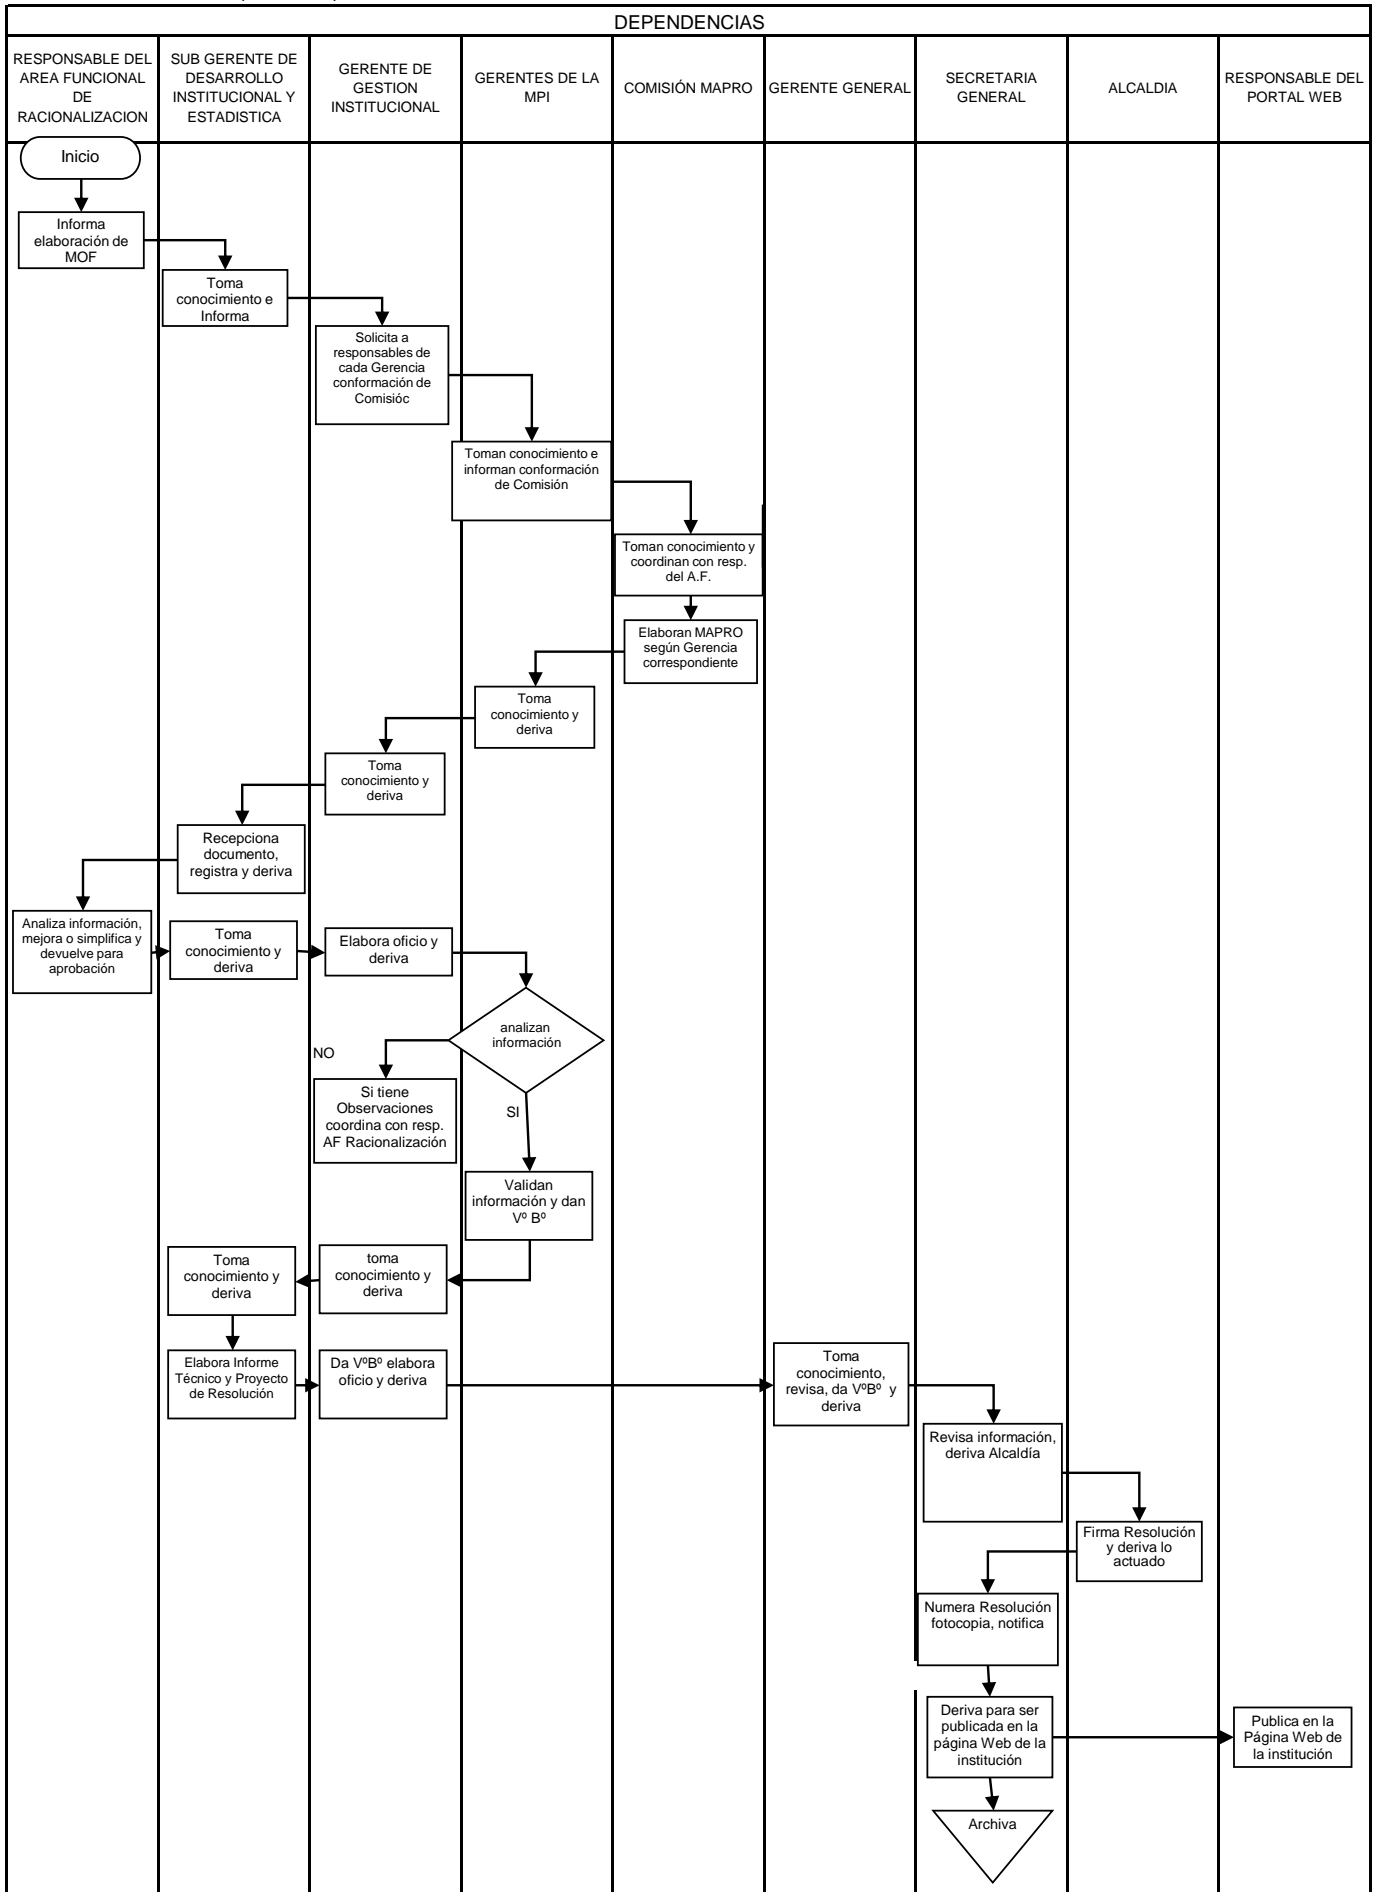 DEPENDENCIAS
RESPONSABLE DEL
AREA FUNCIONAL
DE
RACIONALIZACION
SUB GERENTE DE
DESARROLLO
INSTITUCIONAL Y
ESTADISTICA
GERENTE DE
GESTION
INSTITUCIONAL
GERENTES DE LA
MPI
COMISIÓN MAPRO
GERENTE GENERAL
SECRETARIA
GENERAL
ALCALDIA
RESPONSABLE DEL
PORTAL WEB
Inicio
Informa
elaboración de
MOF
Toma
conocimiento e
Informa
Solicita a
responsables de
cada Gerencia
conformación de
Comisióc
Toman conocimiento e
informan conformación
de Comisión
Toman conocimiento y
coordinan con resp.
del A.F.
Elaboran MAPRO
según Gerencia
correspondiente
Toma
conocimiento y
deriva
Toma
conocimiento y
deriva
Recepciona
documento,
registra y deriva
Analiza información,
mejora o simplifica y
devuelve para
aprobación
Toma
conocimiento y
deriva
Elabora oficio y
deriva
analizan
información
NO
Si tiene
Observaciones
coordina con resp.
AF Racionalización
SI
Validan
información y dan
Vº Bº
toma
conocimiento y
deriva
Toma
conocimiento y
deriva
Elabora Informe
Técnico y Proyecto
de Resolución
Da VºBº elabora
oficio y deriva
Toma
conocimiento,
revisa, da VºBº y
deriva
Revisa información,
deriva Alcaldía
Firma Resolución
y deriva lo
actuado
Numera Resolución
fotocopia, notifica
Deriva para ser
publicada en la
página Web de la
institución
Publica en la
Página Web de
la institución
Archiva